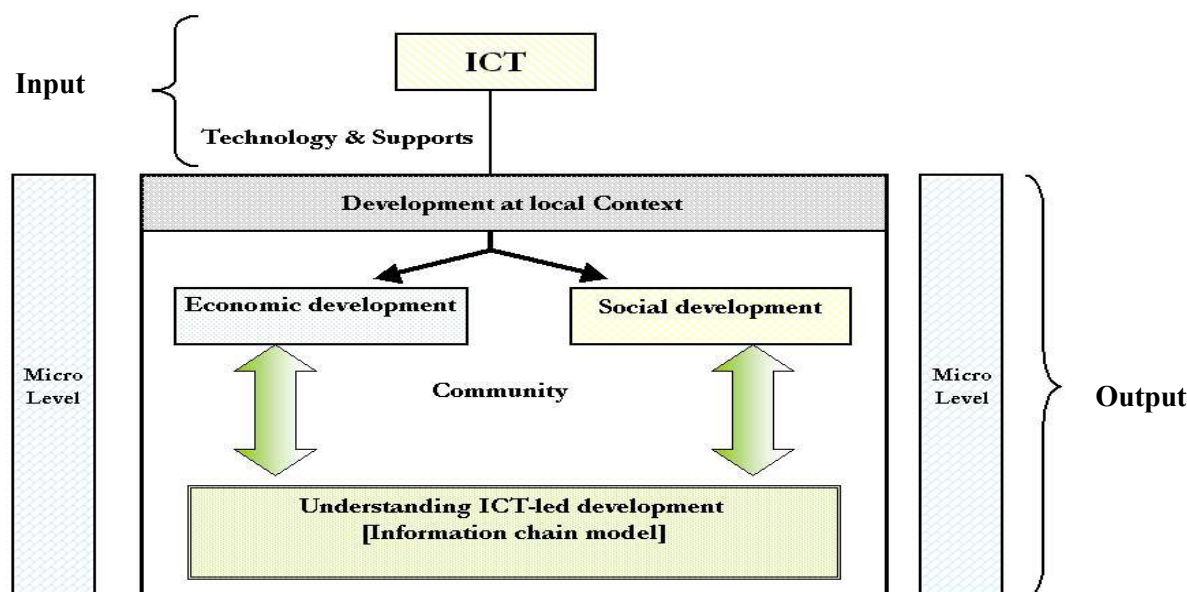 ICT
Input
Technology & Supports
Development at local Context
Economic development
Social development
Micro
Level
Community
Micro
Level
Output
Understanding ICT-led development
[Information chain model]